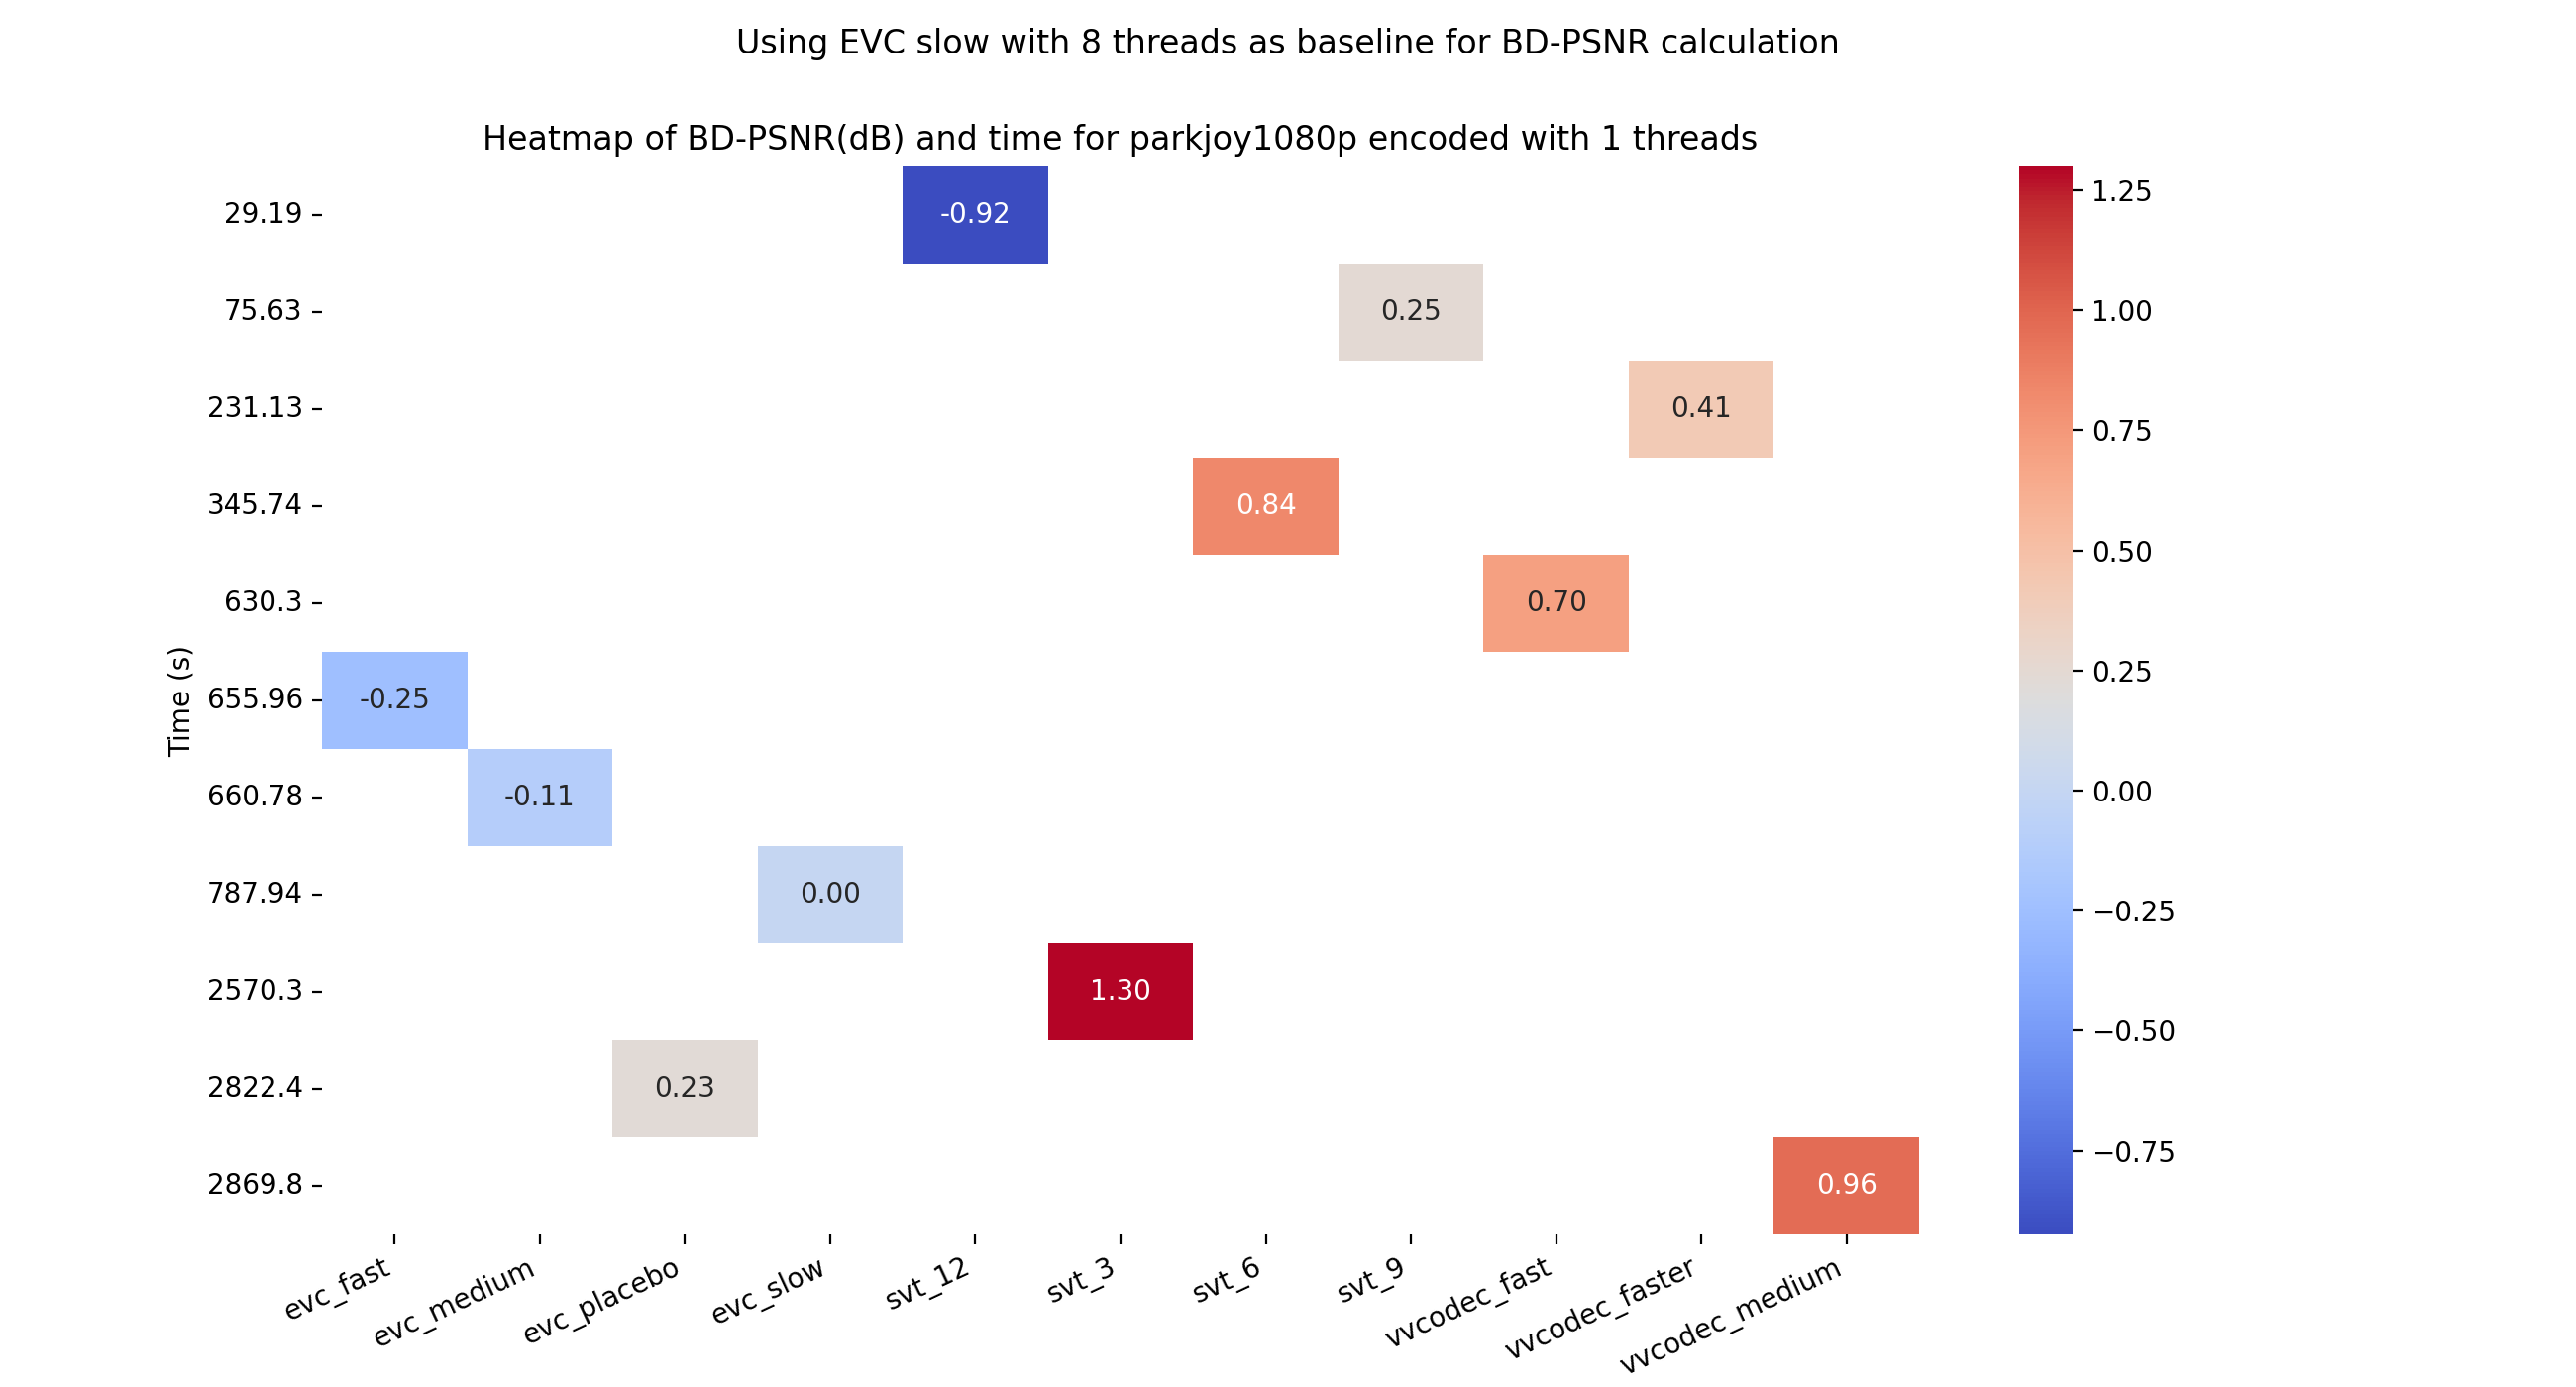 Using EVC slow with 8 threads as baseline for BD-PSNR calculation
Heatmap of BD-PSNR(dB) and time for parkjoy1080p encoded with 1 threads
Time (s)
29.19
-0.92
75.63
0.25
231.13
0.41
345.74
0.84
630.3
0.70
655.96
-0.25
660.78
-0.11
787.94
0.00
2570.3
1.30
2822.4
0.23
2869.8
0.96
evc_fast
evc_medium
evc_placebo
evc_slow
svt_12
svt_3
svt_6
svt_9
vvcodec_fast
vvcodec_faster
vvcodec_medium
1.25
1.00
0.75
0.50
0.25
0.00
−0.25
−0.50
−0.75